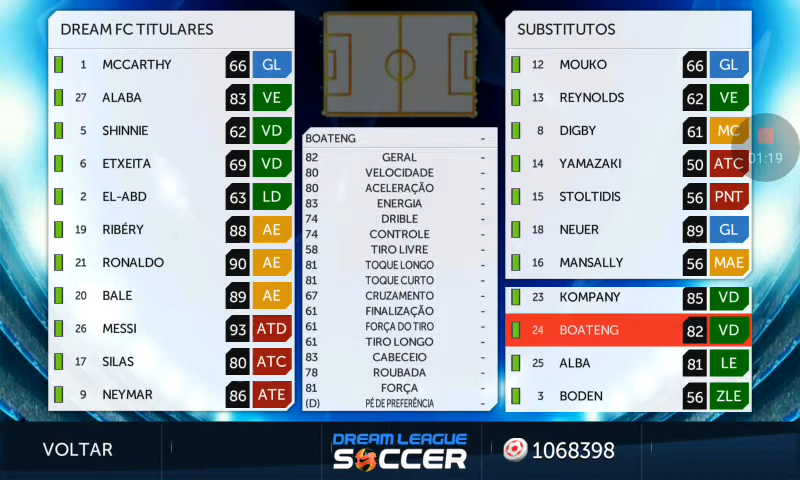 DREAM FC TITULARES
1 MCCARTHY 66 GL
27 ALABA 83 VE
5 SHINNIE 62 VD
6 ETXEITA 69 VD
2 EL-ABD 63 LD
19 RIBÉRY 88 AE
21 RONALDO 90 AE
20 BALE 89 AE
26 MESSI 93 ATD
17 SILAS 80 ATC
9 NEYMAR 86 ATE
BOATENG -
82 GERAL -
80 VELOCIDADE -
80 ACELERAÇÃO -
83 ENERGIA -
74 DRIBLE -
74 CONTROLE -
58 TIRO LIVRE -
81 TOQUE LONGO -
81 TOQUE CURTO -
67 CRUZAMENTO -
61 FINALIZAÇÃO -
61 FORÇA DO TIRO -
61 TIRO LONGO -
83 CABECEIO -
78 ROUBADA -
81 FORÇA -
(D) PÉ DE PREFERÊNCIA -
SUBSTITUTOS
12 MOUKO 66 GL
13 REYNOLDS 62 VE
8 DIGBY 61 MC
14 YAMAZAKI 50 ATC
15 STOLTIDIS 56 PNT
18 NEUER 89 GL
16 MANSALLY 56 MAE
23 KOMPANY 85 VD
24 BOATENG 82 VD
25 ALBA 81 LE
3 BODEN 56 ZLE
01:19
VOLTAR
DREAM LEAGUE
SOCCER
1068398